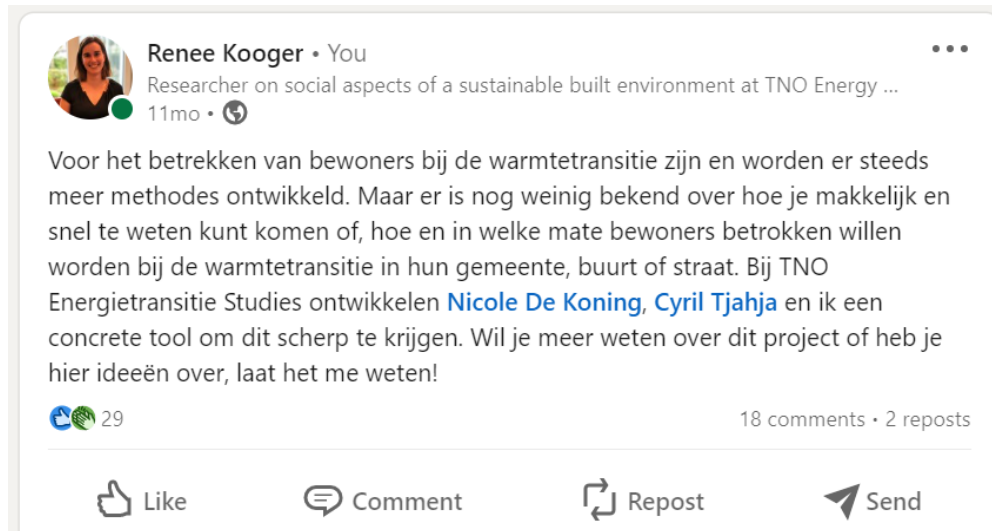 Renee Kooger • You
Researcher on social aspects of a sustainable built environment at TNO Energy ...
11mo •
Voor het betrekken van bewoners bij de warmtetransitie zijn en worden er steeds
meer methodes ontwikkeld. Maar er is nog weinig bekend over hoe je makkelijk en
snel te weten kunt komen of, hoe en in welke mate bewoners betrokken willen
worden bij de warmtetransitie in hun gemeente, buurt of straat. Bij TNO
Energietransitie Studies ontwikkelen Nicole De Koning, Cyril Tjahja en ik een
concrete tool om dit scherp te krijgen. Wil je meer weten over dit project of heb je
hier ideeën over, laat het me weten!
29 18 comments • 2 reposts
Like Comment Repost Send